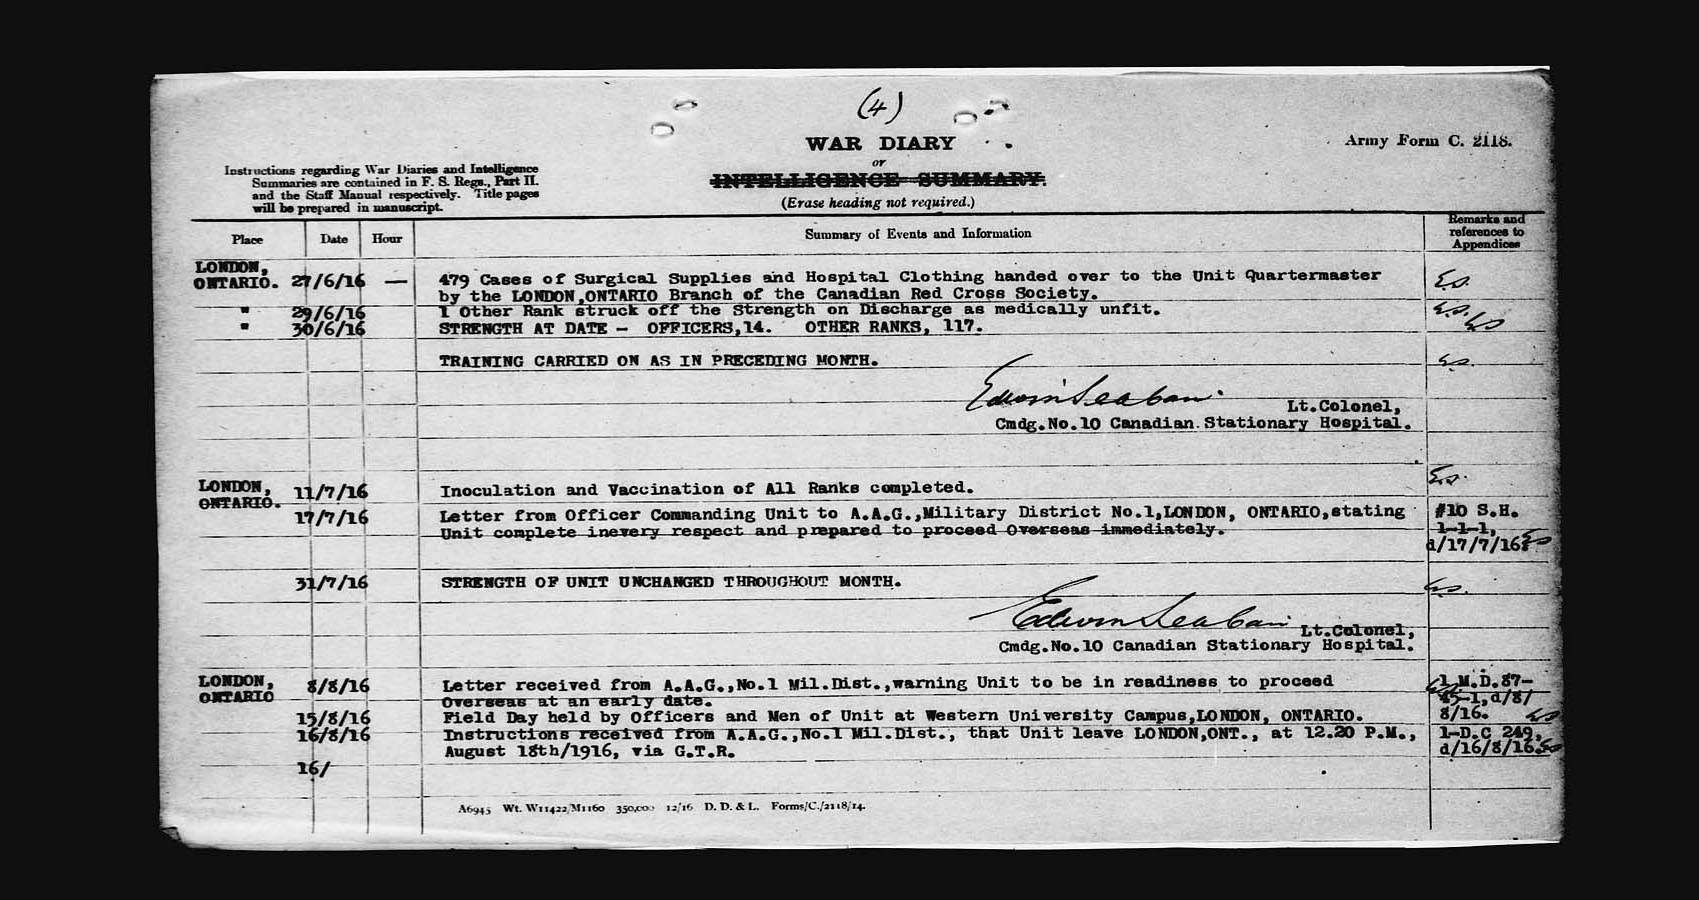 (4)
WAR DIARY
Army Form C. 2118.
or
INTELLIGENCE SUMMARY.
(Erase heading not required.)
Instructions regarding War Diaries and Intelligence
Summaries are contained in F. S. Regs., Part II.
and the Staff Manual respectively. Title pages
will be prepared in manuscript.
Place Date Hour Summary of Events and Information Remarks and
references to
Appendices
LONDON,
ONTARIO. 27/6/16 — 479 Cases of Surgical Supplies and Hospital Clothing handed over to the Unit Quartermaster E.S.
by the LONDON,ONTARIO Branch of the Canadian Red Cross Society.
" 29/6/16 1 Other Rank struck off the Strength on Discharge as medically unfit. E.S.
" 30/6/16 STRENGTH AT DATE - OFFICERS,14. OTHER RANKS, 117. ES
TRAINING CARRIED ON AS IN PRECEDING MONTH. E.S.
Edwin Seaborn.
Lt.Colonel,
Cmdg.No.10 Canadian Stationary Hospital.
LONDON,
ONTARIO. 11/7/16 Inoculation and Vaccination of All Ranks completed. E.S.
17/7/16 Letter from Officer Commanding Unit to A.A.G.,Military District No.1,LONDON, ONTARIO,stating #10 S.H.
Unit complete inevery respect and prepared to proceed Overseas immediately. 1-1-1,
d/17/7/16. ES
31/7/16 STRENGTH OF UNIT UNCHANGED THROUGHOUT MONTH. E.S.
Edwin Seaborn
Lt.Colonel,
Cmdg.No.10 Canadian Stationary Hospital.
LONDON,
ONTARIO 8/8/16 Letter received from A.A.G.,No.1 Mil.Dist.,warning Unit to be in readiness to proceed 1 M.D.87-
Overseas at an early date. 45-1,d/8/
15/8/16 Field Day held by Officers and Men of Unit at Western University Campus,LONDON, ONTARIO. 8/16. ES
16/8/16 Instructions received from A.A.G.,No.1 Mil.Dist., that Unit leave LONDON,ONT., at 12.20 P.M., 1-D.C 249,
August 18th/1916, via G.T.R. d/16/8/16. ES
16/
A6945 Wt. W11422/M1160 350,000 12/16 D. D. & L. Forms/C./2118/14.